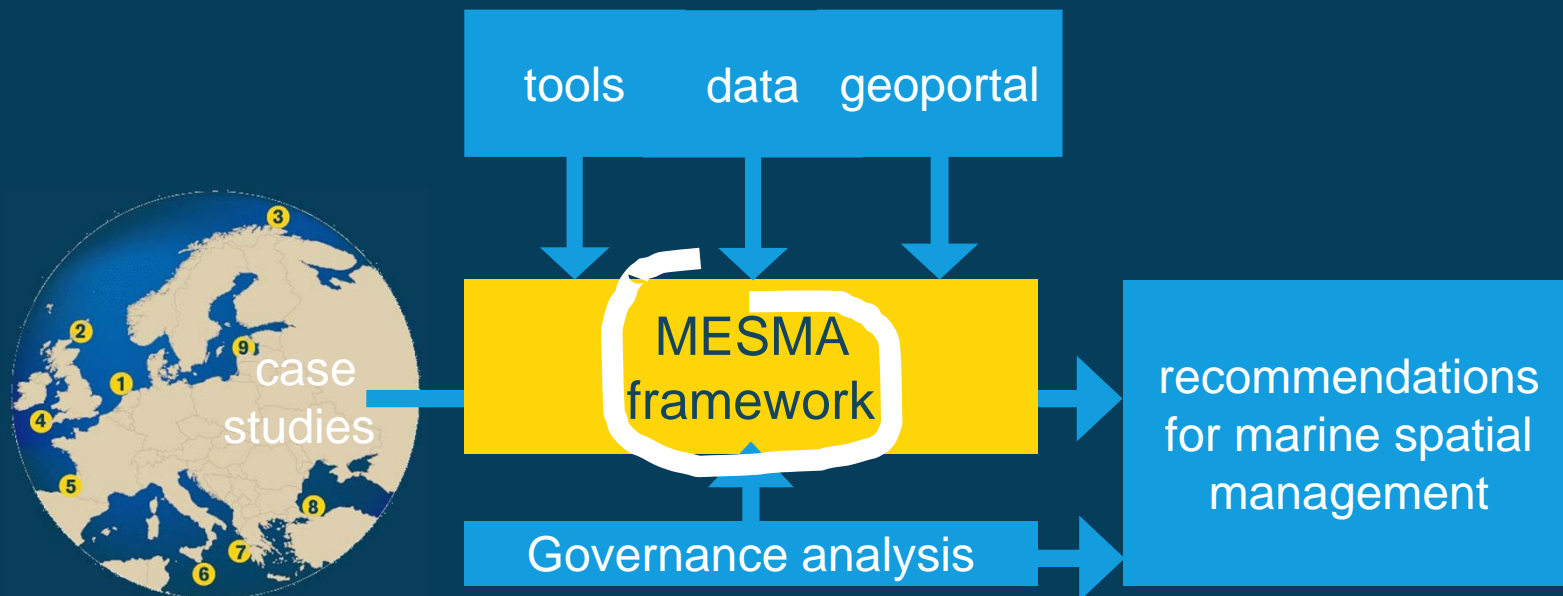 tools data geoportal
3
2
9
1
4
5
8
7
6
case
studies
MESMA
framework
recommendations
for marine spatial
management
Governance analysis